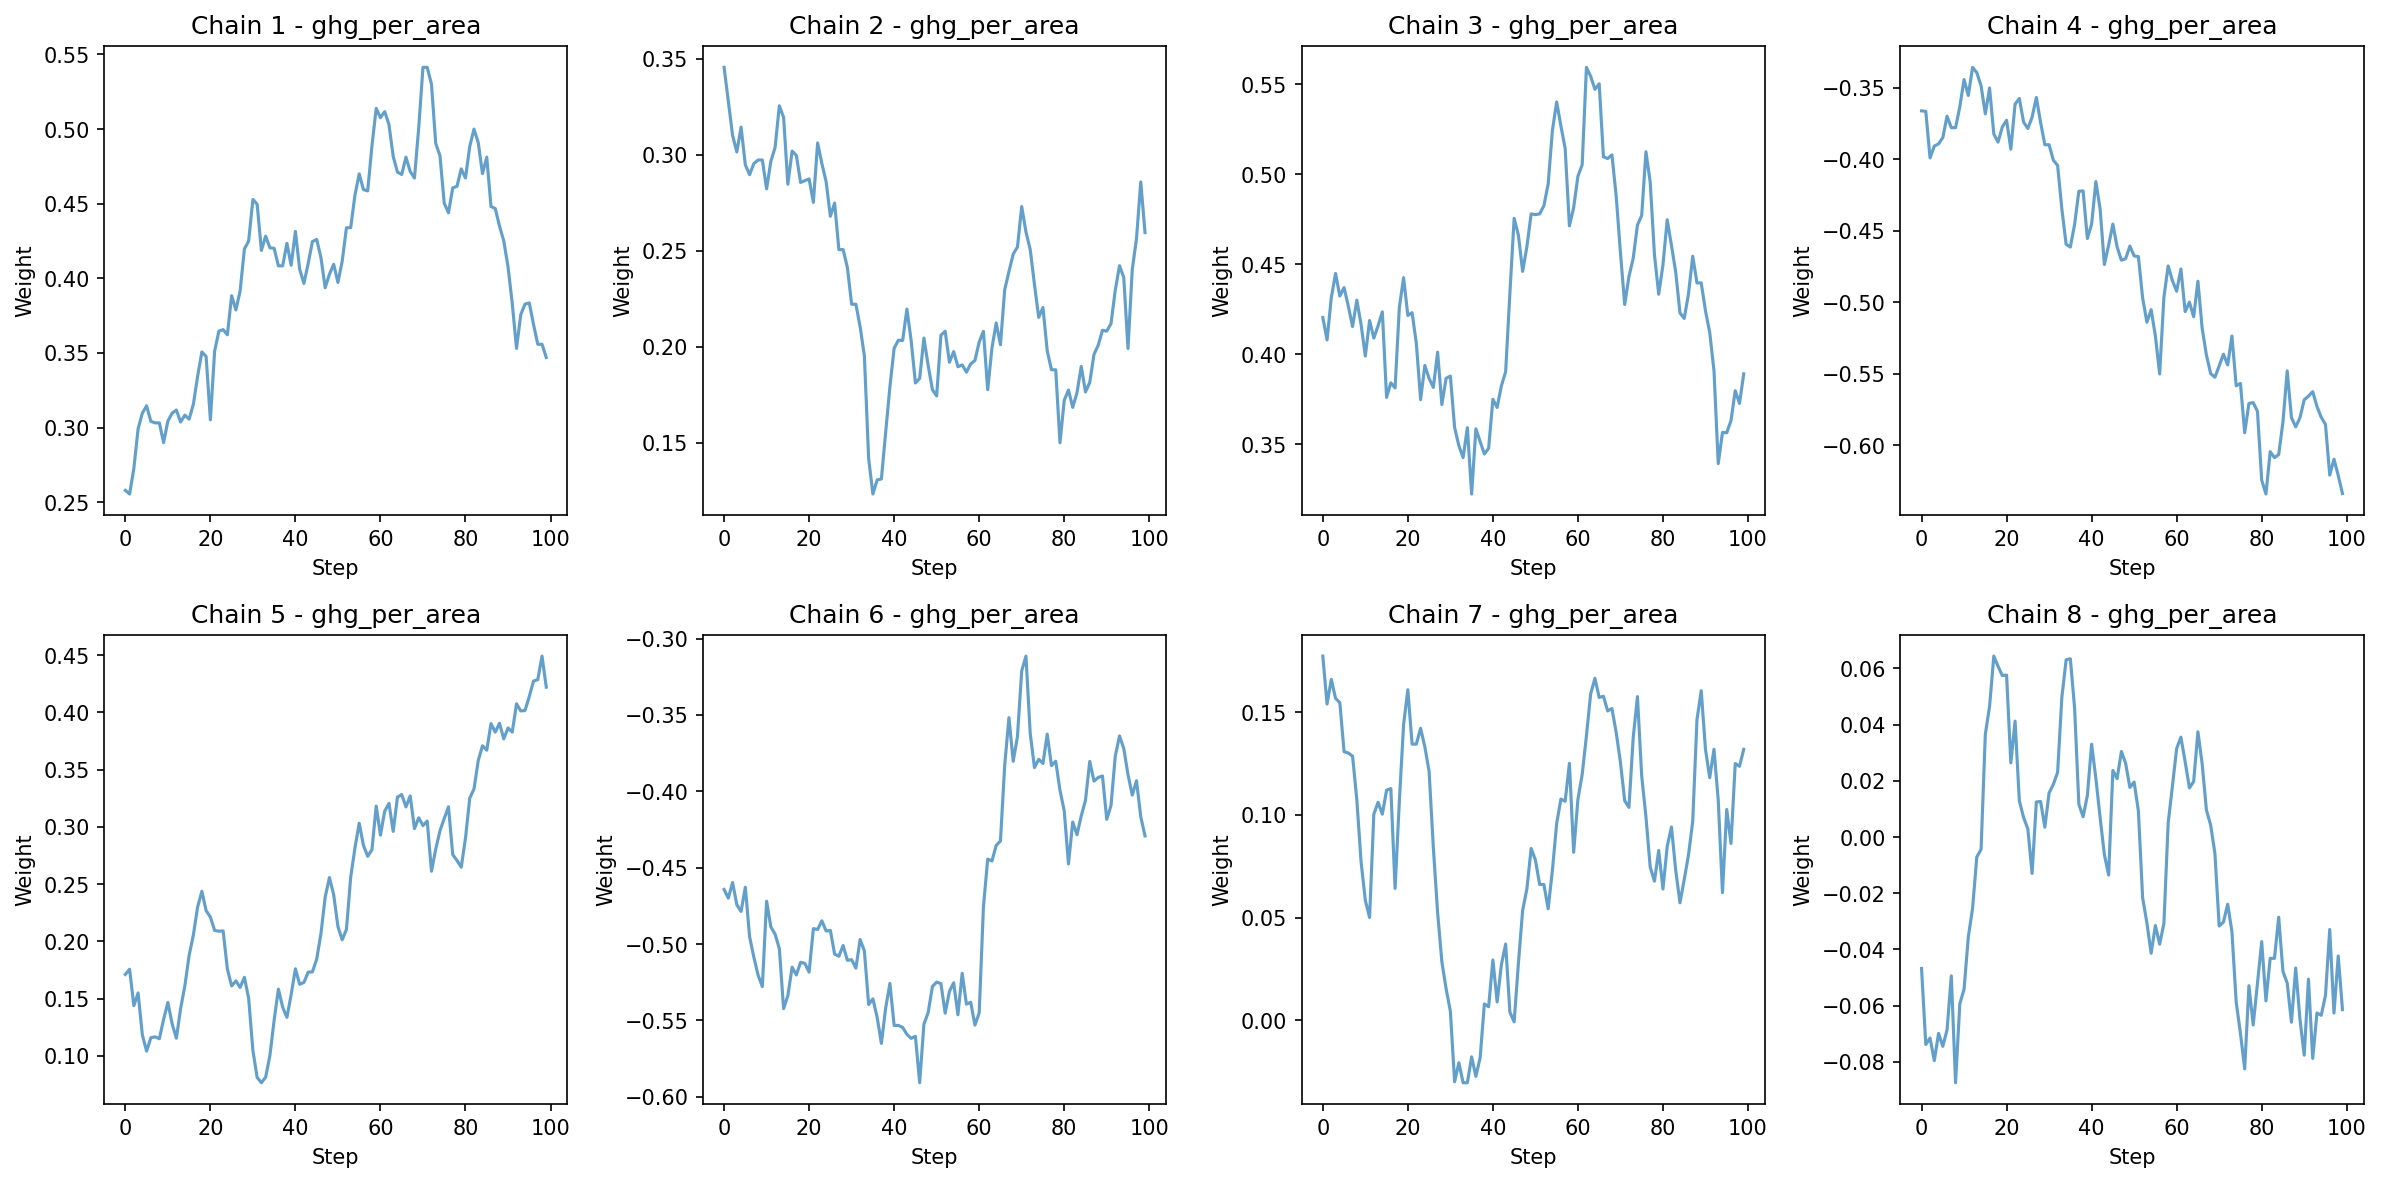 Chain 1 - ghg_per_area
Weight
0.55
0.50
0.45
0.40
0.35
0.30
0.25
0 20 40 60 80 100
Step
Chain 2 - ghg_per_area
Weight
0.35
0.30
0.25
0.20
0.15
0 20 40 60 80 100
Step
Chain 3 - ghg_per_area
Weight
0.55
0.50
0.45
0.40
0.35
0 20 40 60 80 100
Step
Chain 4 - ghg_per_area
Weight
−0.35
−0.40
−0.45
−0.50
−0.55
−0.60
0 20 40 60 80 100
Step
Chain 5 - ghg_per_area
Weight
0.45
0.40
0.35
0.30
0.25
0.20
0.15
0.10
0 20 40 60 80 100
Step
Chain 6 - ghg_per_area
Weight
−0.30
−0.35
−0.40
−0.45
−0.50
−0.55
−0.60
0 20 40 60 80 100
Step
Chain 7 - ghg_per_area
Weight
0.15
0.10
0.05
0.00
0 20 40 60 80 100
Step
Chain 8 - ghg_per_area
Weight
0.06
0.04
0.02
0.00
−0.02
−0.04
−0.06
−0.08
0 20 40 60 80 100
Step